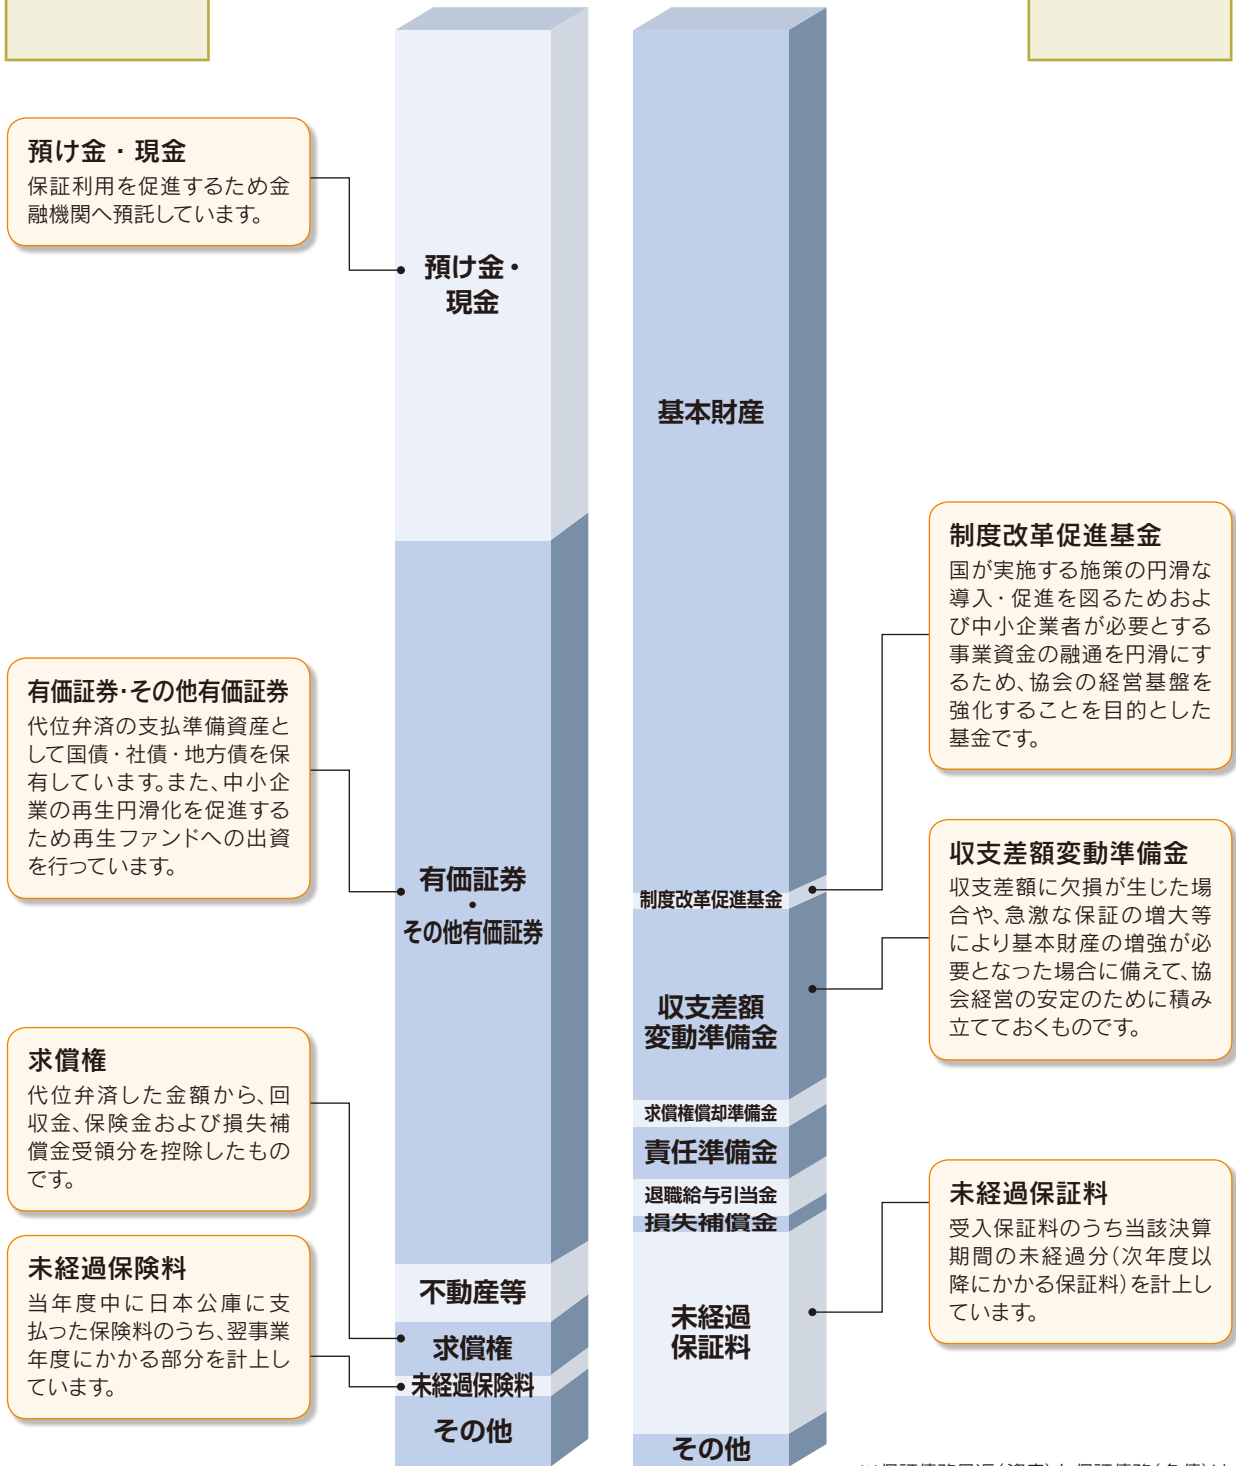 預け金・現金
保証利用を促進するため金
融機関へ預託しています。
有価証券･その他有価証券
代位弁済の支払準備資産と
して国債・社債・地方債を保
有しています。また、中小企
業の再生円滑化を促進する
ため再生ファンドへの出資
を行っています。
求償権
代位弁済した金額から、回
収金、保険金および損失補
償金受領分を控除したもの
です。
未経過保険料
当年度中に日本公庫に支
払った保険料のうち、翌事業
年度にかかる部分を計上し
ています。
預け金・
現金
有価証券
・
その他有価証券
不動産等
求償権
未経過保険料
その他
基本財産
制度改革促進基金
収支差額
変動準備金
求償権償却準備金
責任準備金
退職給与引当金
損失補償金
未経過
保証料
その他
制度改革促進基金
国が実施する施策の円滑な
導入・促進を図るためおよ
び中小企業者が必要とする
事業資金の融通を円滑にす
るため、協会の経営基盤を
強化することを目的とした
基金です。
収支差額変動準備金
収支差額に欠損が生じた場
合や、急激な保証の増大等
により基本財産の増強が必
要となった場合に備えて、協
会経営の安定のために積み
立てておくものです。
未経過保証料
受入保証料のうち当該決算
期間の未経過分（次年度以
降にかかる保証料）を計上し
ています。